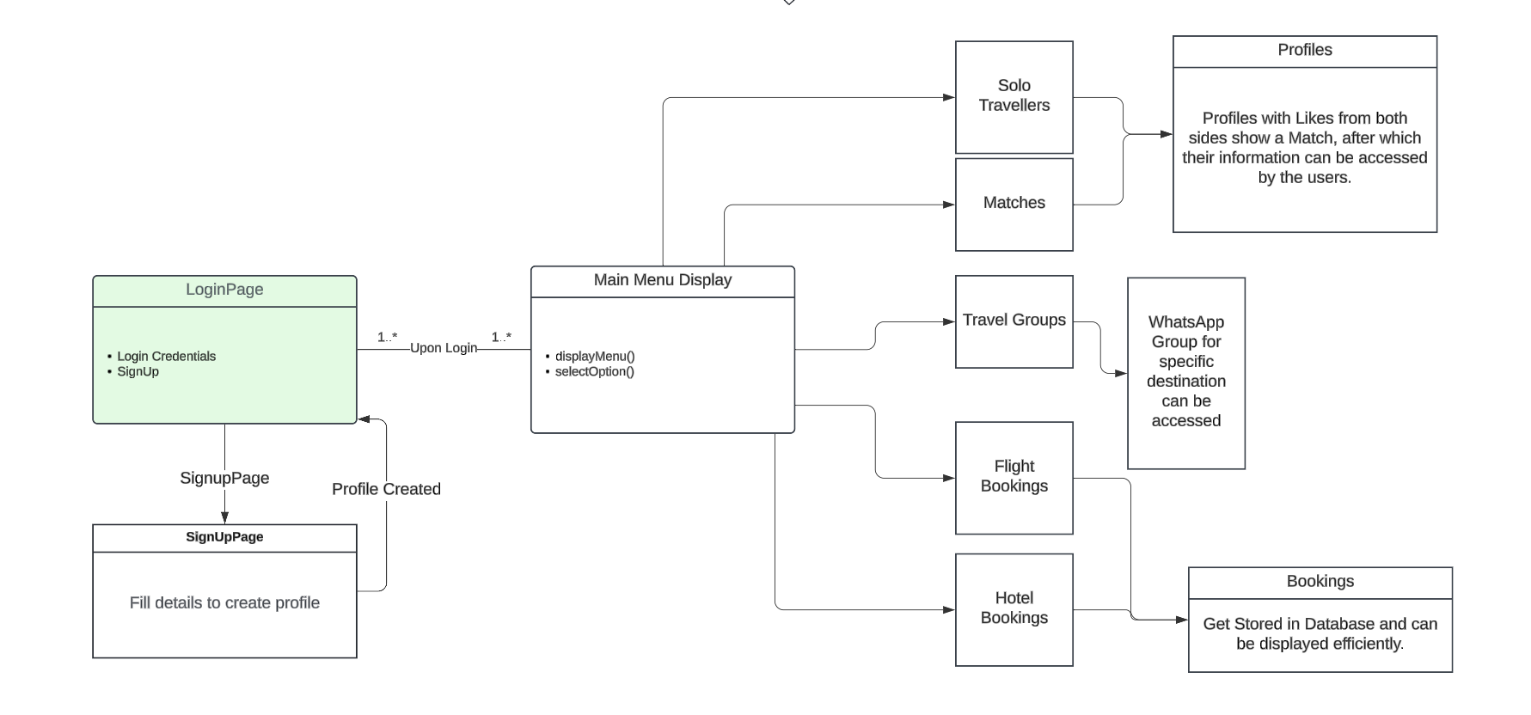 Solo
Travellers
Matches
Profiles
Profiles with Likes from both
sides show a Match, after which
their information can be accessed
by the users.
LoginPage
• Login Credentials
• SignUp
1..*
Upon Login
1..*
Main Menu Display
• displayMenu()
• selectOption()
Travel Groups
WhatsApp
Group for
specific
destination
can be
accessed
SignupPage
Profile Created
SignUpPage
Fill details to create profile
Flight
Bookings
Hotel
Bookings
Bookings
Get Stored in Database and can
be displayed efficiently.